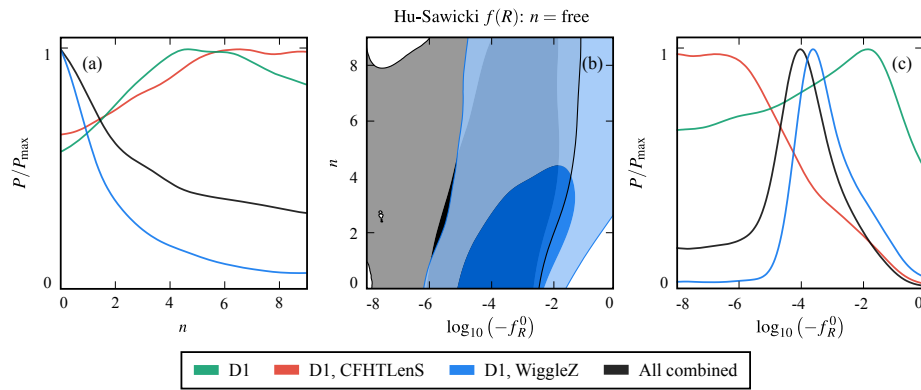 Hu-Sawicki f(R): n = free
(a)
(b)
(c)
P/P_max
1
0
0 2 4 6 8
n
n
8
6
4
2
0
-8 -6 -4 -2 0
log₁₀ (−f_R^0)
P/P_max
1
0
-8 -6 -4 -2 0
log₁₀ (−f_R^0)
D1 D1, CFHTLenS D1, WiggleZ All combined